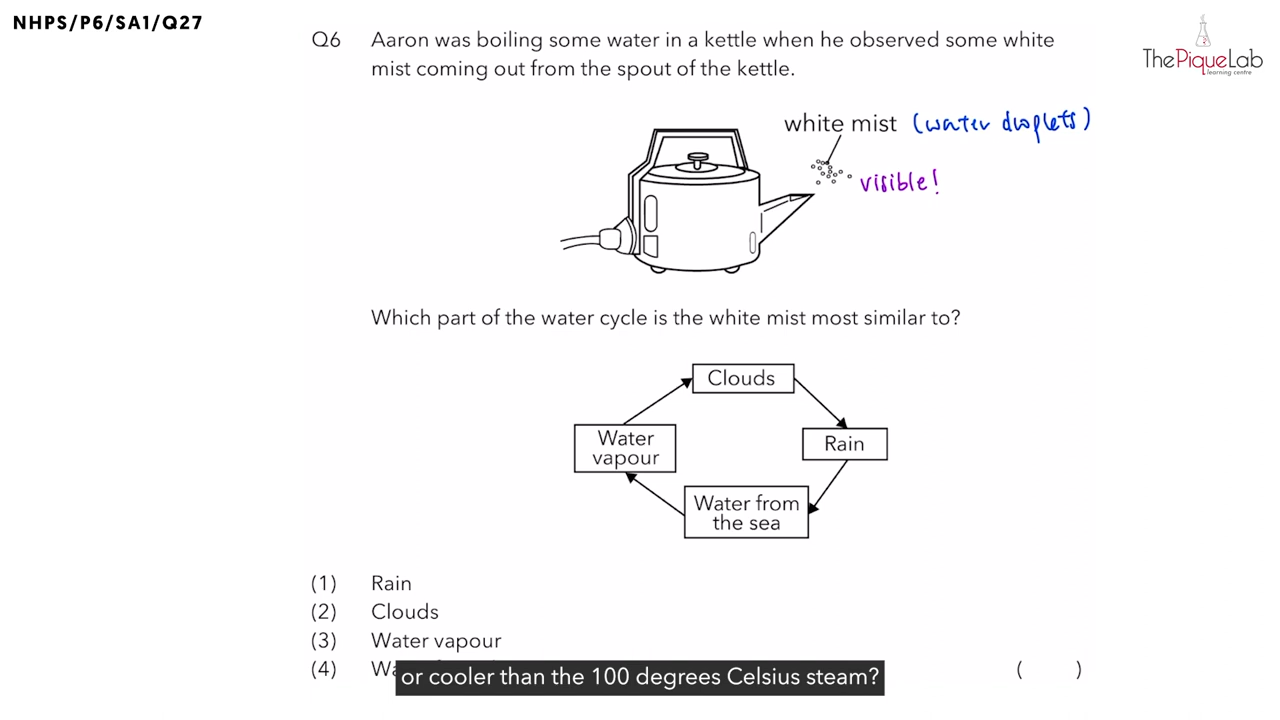 NHPS/P6/SA1/Q27
Q6 Aaron was boiling some water in a kettle when he observed some white
mist coming out from the spout of the kettle.
ThePiqueLab
learning centre
white mist (water droplets)
visible!
Which part of the water cycle is the white mist most similar to?
Clouds
Water
vapour
Rain
Water from
the sea
(1) Rain
(2) Clouds
(3) Water vapour
(4) ( )
or cooler than the 100 degrees Celsius steam?